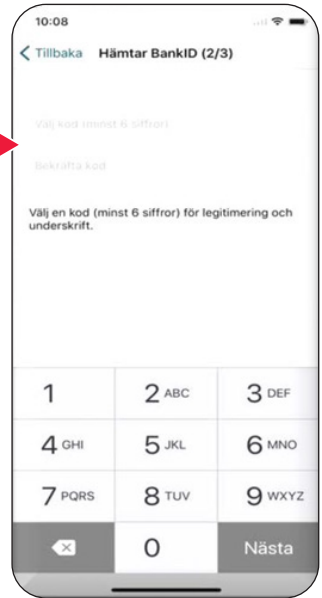 10:08
Tillbaka Hämtar BankID (2/3)
Välj kod (minst 6 siffror)
Bekräfta kod
Välj en kod (minst 6 siffror) för legitimering och
underskrift.
1 2 ABC 3 DEF
4 GHI 5 JKL 6 MNO
7 PQRS 8 TUV 9 WXYZ
0 Nästa